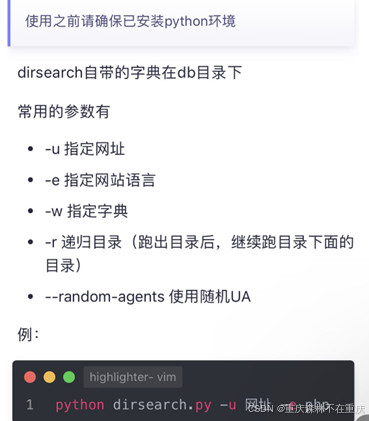 使用之前请确保已安装python环境
dirsearch自带的字典在db目录下
常用的参数有
-u 指定网址
-e 指定网站语言
-w 指定字典
-r 递归目录（跑出目录后，继续跑目录下面的
目录）
--random-agents 使用随机UA
例：
highlighter- vim
1 python dirsearch.py -u 网址 -e php
CSDN @重庆森林不在重庆